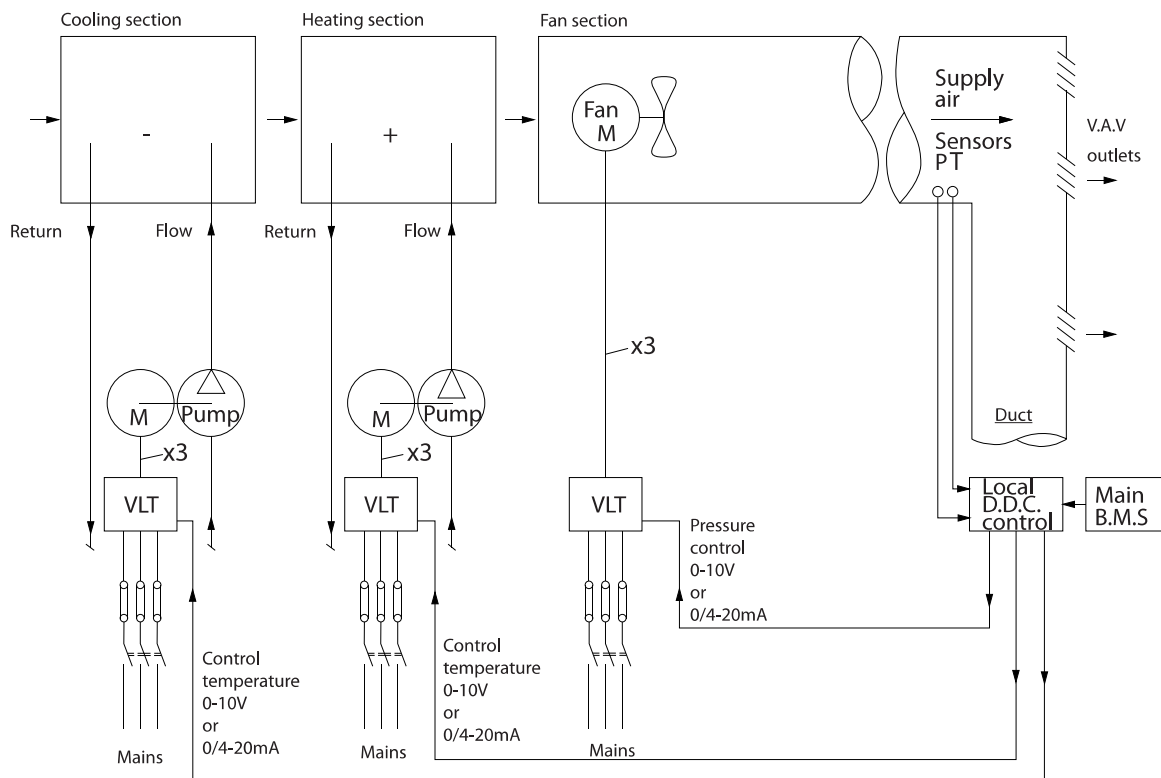 Cooling section
Heating section
Fan section
-
+
Fan
M
Supply
air
Sensors
PT
V.A.V
outlets
Return
Flow
Return
Flow
x3
M
Pump
M
Pump
Duct
x3
x3
VLT
VLT
VLT
Local
D.D.C.
control
Main
B.M.S
Pressure
control
0-10V
or
0/4-20mA
Control
temperature
0-10V
or
0/4-20mA
Control
temperature
0-10V
or
0/4-20mA
Mains
Mains
Mains